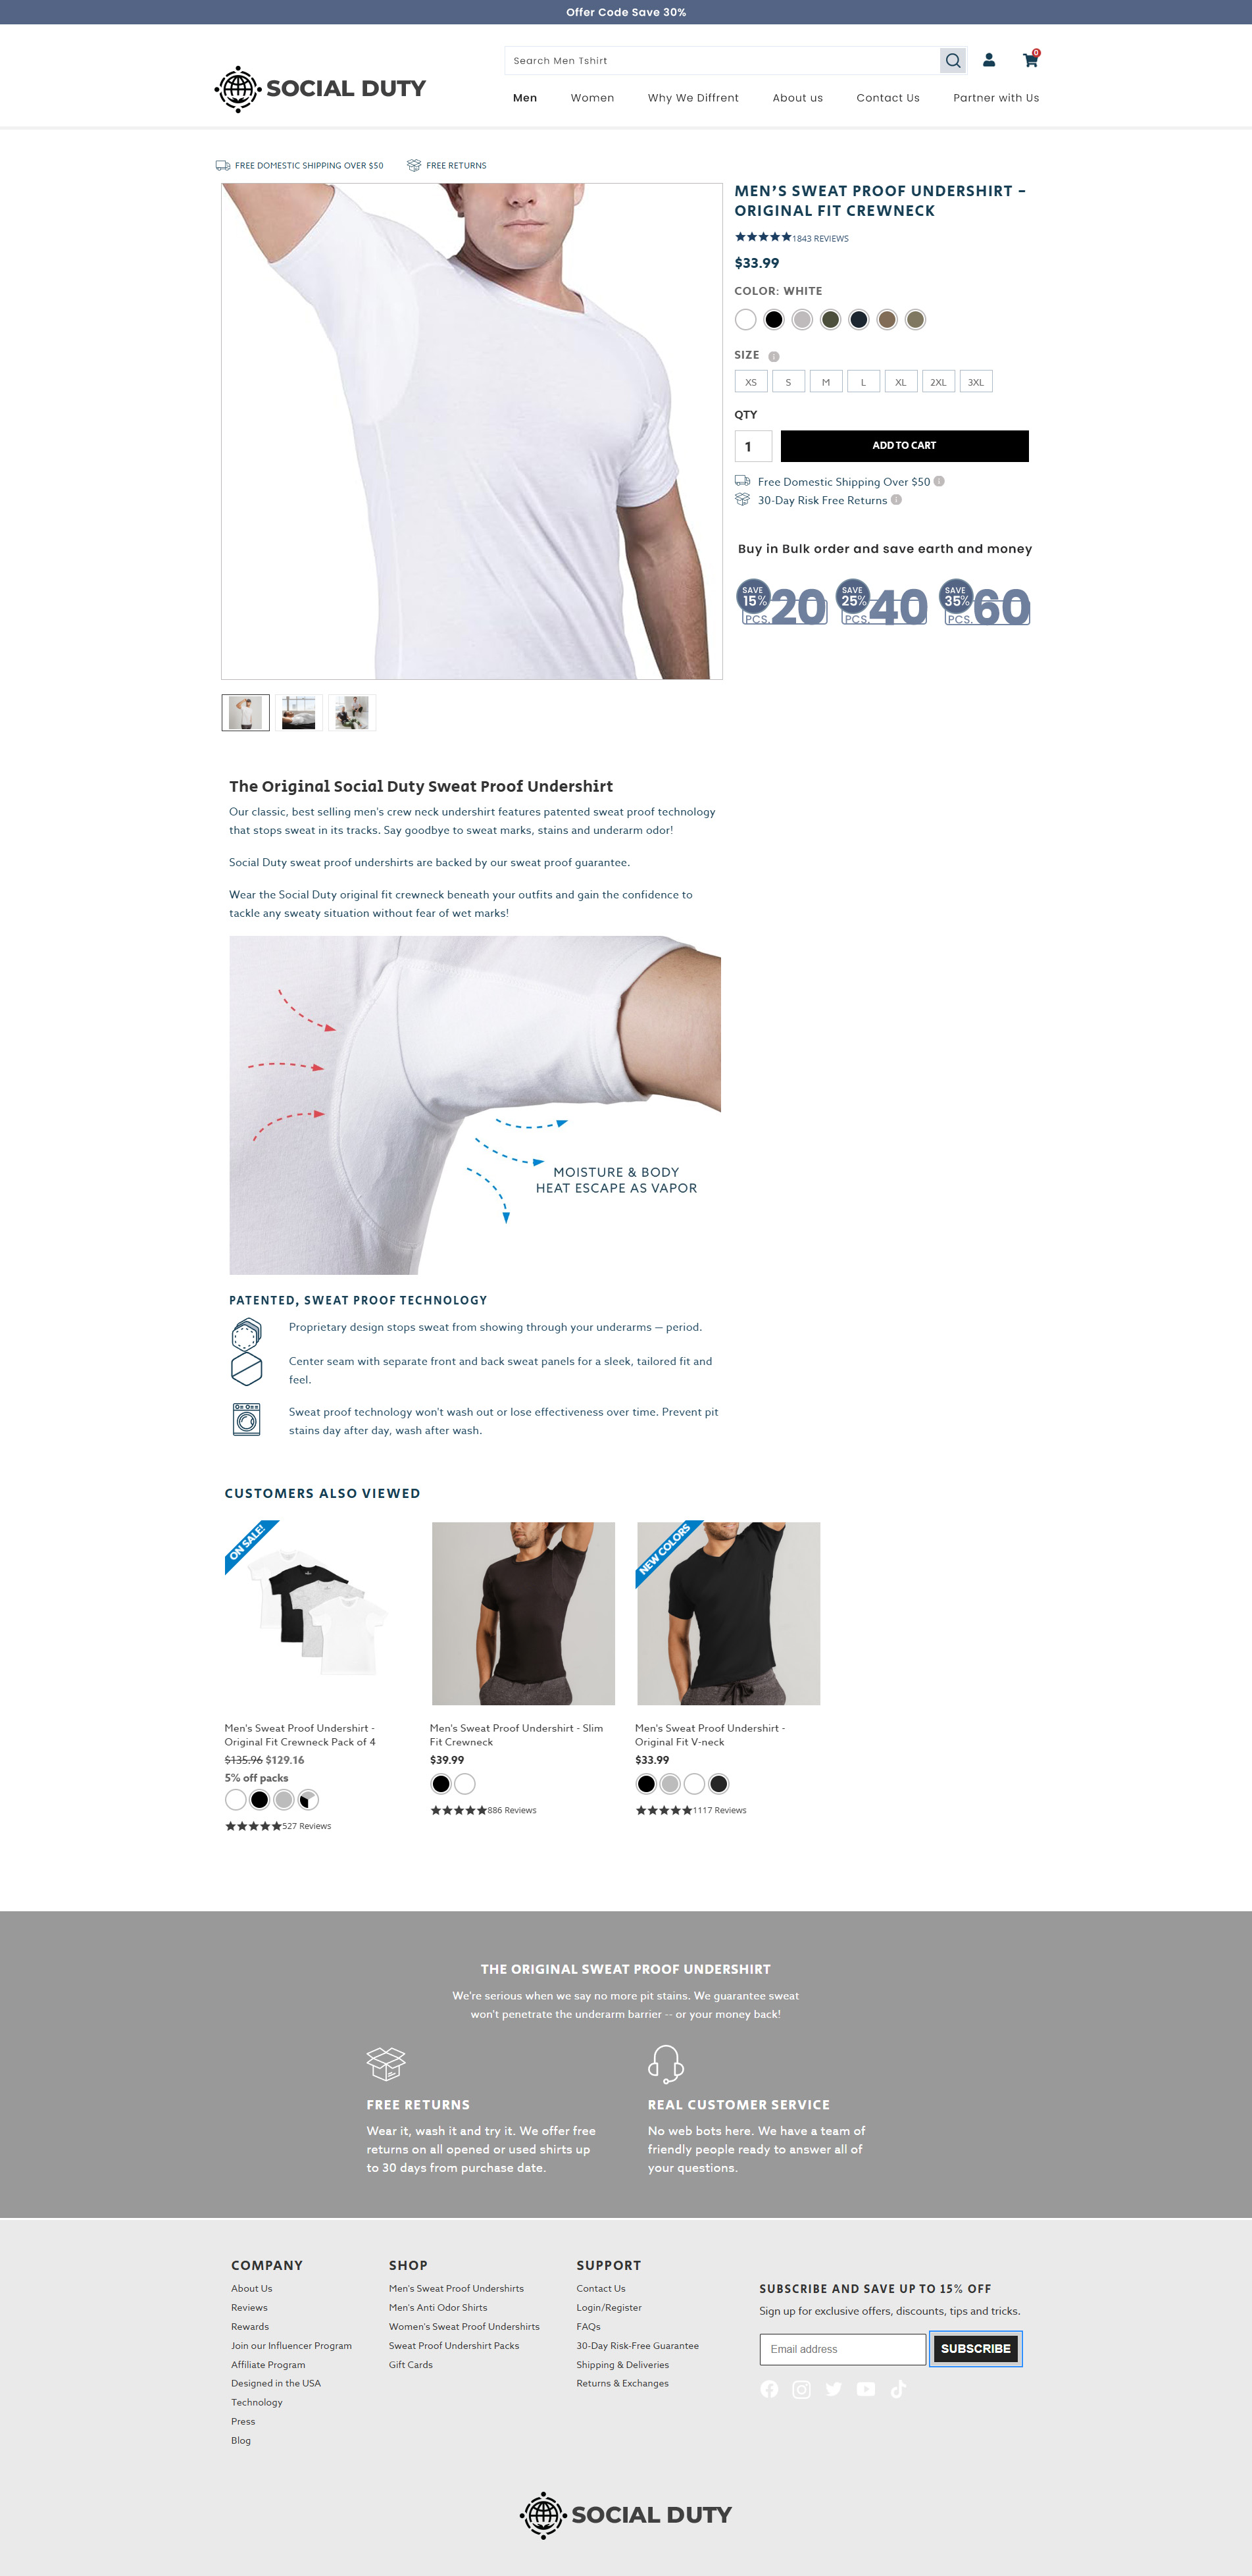 Offer Code Save 30%
Search Men Tshirt
0
SOCIAL DUTY
Men
Women
Why We Diffrent
About us
Contact Us
Partner with Us
FREE DOMESTIC SHIPPING OVER $50
FREE RETURNS
MEN'S SWEAT PROOF UNDERSHIRT –
ORIGINAL FIT CREWNECK
1843 REVIEWS
$33.99
COLOR: WHITE
SIZE
XS
S
M
L
XL
2XL
3XL
QTY
1
ADD TO CART
Free Domestic Shipping Over $50
30-Day Risk Free Returns
Buy in Bulk order and save earth and money
SAVE
15%
20
PCS.
SAVE
25%
40
PCS.
SAVE
35%
60
PCS.
The Original Social Duty Sweat Proof Undershirt
Our classic, best selling men's crew neck undershirt features patented sweat proof technology
that stops sweat in its tracks. Say goodbye to sweat marks, stains and underarm odor!
Social Duty sweat proof undershirts are backed by our sweat proof guarantee.
Wear the Social Duty original fit crewneck beneath your outfits and gain the confidence to
tackle any sweaty situation without fear of wet marks!
MOISTURE & BODY
HEAT ESCAPE AS VAPOR
PATENTED, SWEAT PROOF TECHNOLOGY
Proprietary design stops sweat from showing through your underarms — period.
Center seam with separate front and back sweat panels for a sleek, tailored fit and
feel.
Sweat proof technology won't wash out or lose effectiveness over time. Prevent pit
stains day after day, wash after wash.
CUSTOMERS ALSO VIEWED
ON SALE!
NEW COLORS
Men's Sweat Proof Undershirt -
Original Fit Crewneck Pack of 4
$135.96 $129.16
5% off packs
527 Reviews
Men's Sweat Proof Undershirt - Slim
Fit Crewneck
$39.99
886 Reviews
Men's Sweat Proof Undershirt -
Original Fit V-neck
$33.99
1117 Reviews
THE ORIGINAL SWEAT PROOF UNDERSHIRT
We're serious when we say no more pit stains. We guarantee sweat
won't penetrate the underarm barrier -- or your money back!
FREE RETURNS
Wear it, wash it and try it. We offer free
returns on all opened or used shirts up
to 30 days from purchase date.
REAL CUSTOMER SERVICE
No web bots here. We have a team of
friendly people ready to answer all of
your questions.
COMPANY
About Us
Reviews
Rewards
Join our Influencer Program
Affiliate Program
Designed in the USA
Technology
Press
Blog
SHOP
Men's Sweat Proof Undershirts
Men's Anti Odor Shirts
Women's Sweat Proof Undershirts
Sweat Proof Undershirt Packs
Gift Cards
SUPPORT
Contact Us
Login/Register
FAQs
30-Day Risk-Free Guarantee
Shipping & Deliveries
Returns & Exchanges
SUBSCRIBE AND SAVE UP TO 15% OFF
Sign up for exclusive offers, discounts, tips and tricks.
Email address
SUBSCRIBE
SOCIAL DUTY